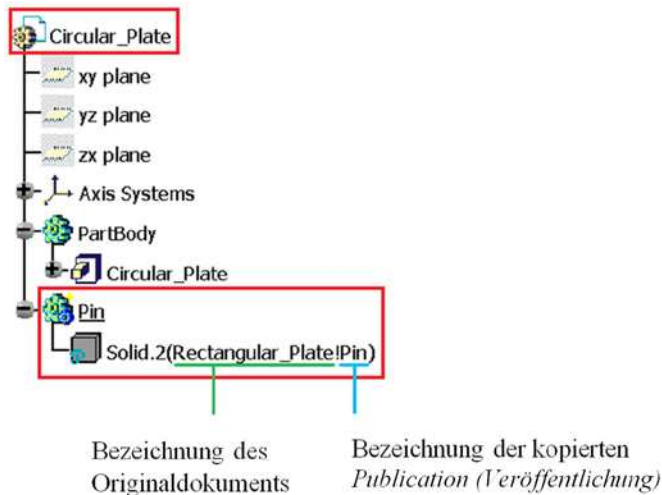 Circular_Plate
xy plane
yz plane
zx plane
Axis Systems
PartBody
Circular_Plate
Pin
Solid.2(Rectangular_Plate!Pin)
Bezeichnung des
Originaldokuments
Bezeichnung der kopierten
Publication (Veröffentlichung)